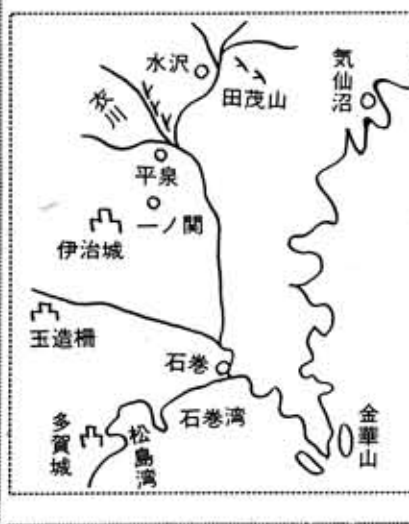 水沢
気仙沼
田茂山
衣川
平泉
一ノ関
伊治城
玉造柵
石巻
石巻湾
多賀城
松島湾
金華山